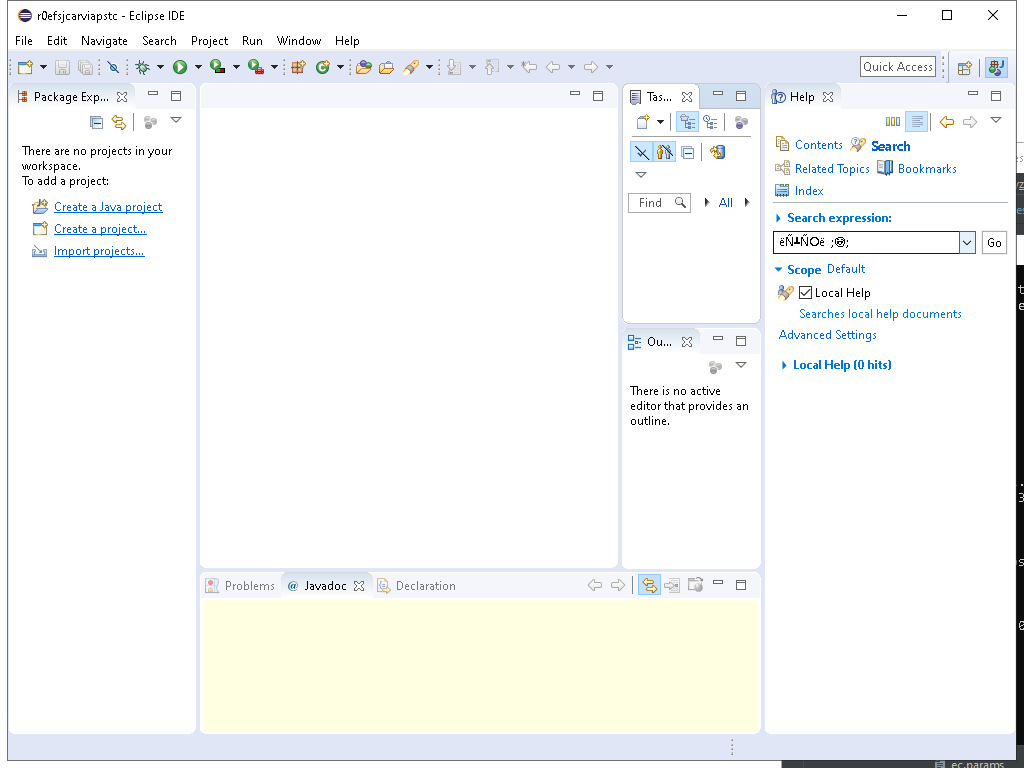 r0efsjcarviapstc - Eclipse IDE
File Edit Navigate Search Project Run Window Help
Quick Access
Package Exp...
There are no projects in your
workspace.
To add a project:
Create a Java project
Create a project...
Import projects...
Tas...
Find
All
Ou...
There is no active
editor that provides an
outline.
Problems
@ Javadoc
Declaration
Help
Contents
Search
Related Topics
Bookmarks
Index
Search expression:
Go
Scope Default
Local Help
Searches local help documents
Advanced Settings
Local Help (0 hits)
ec.params